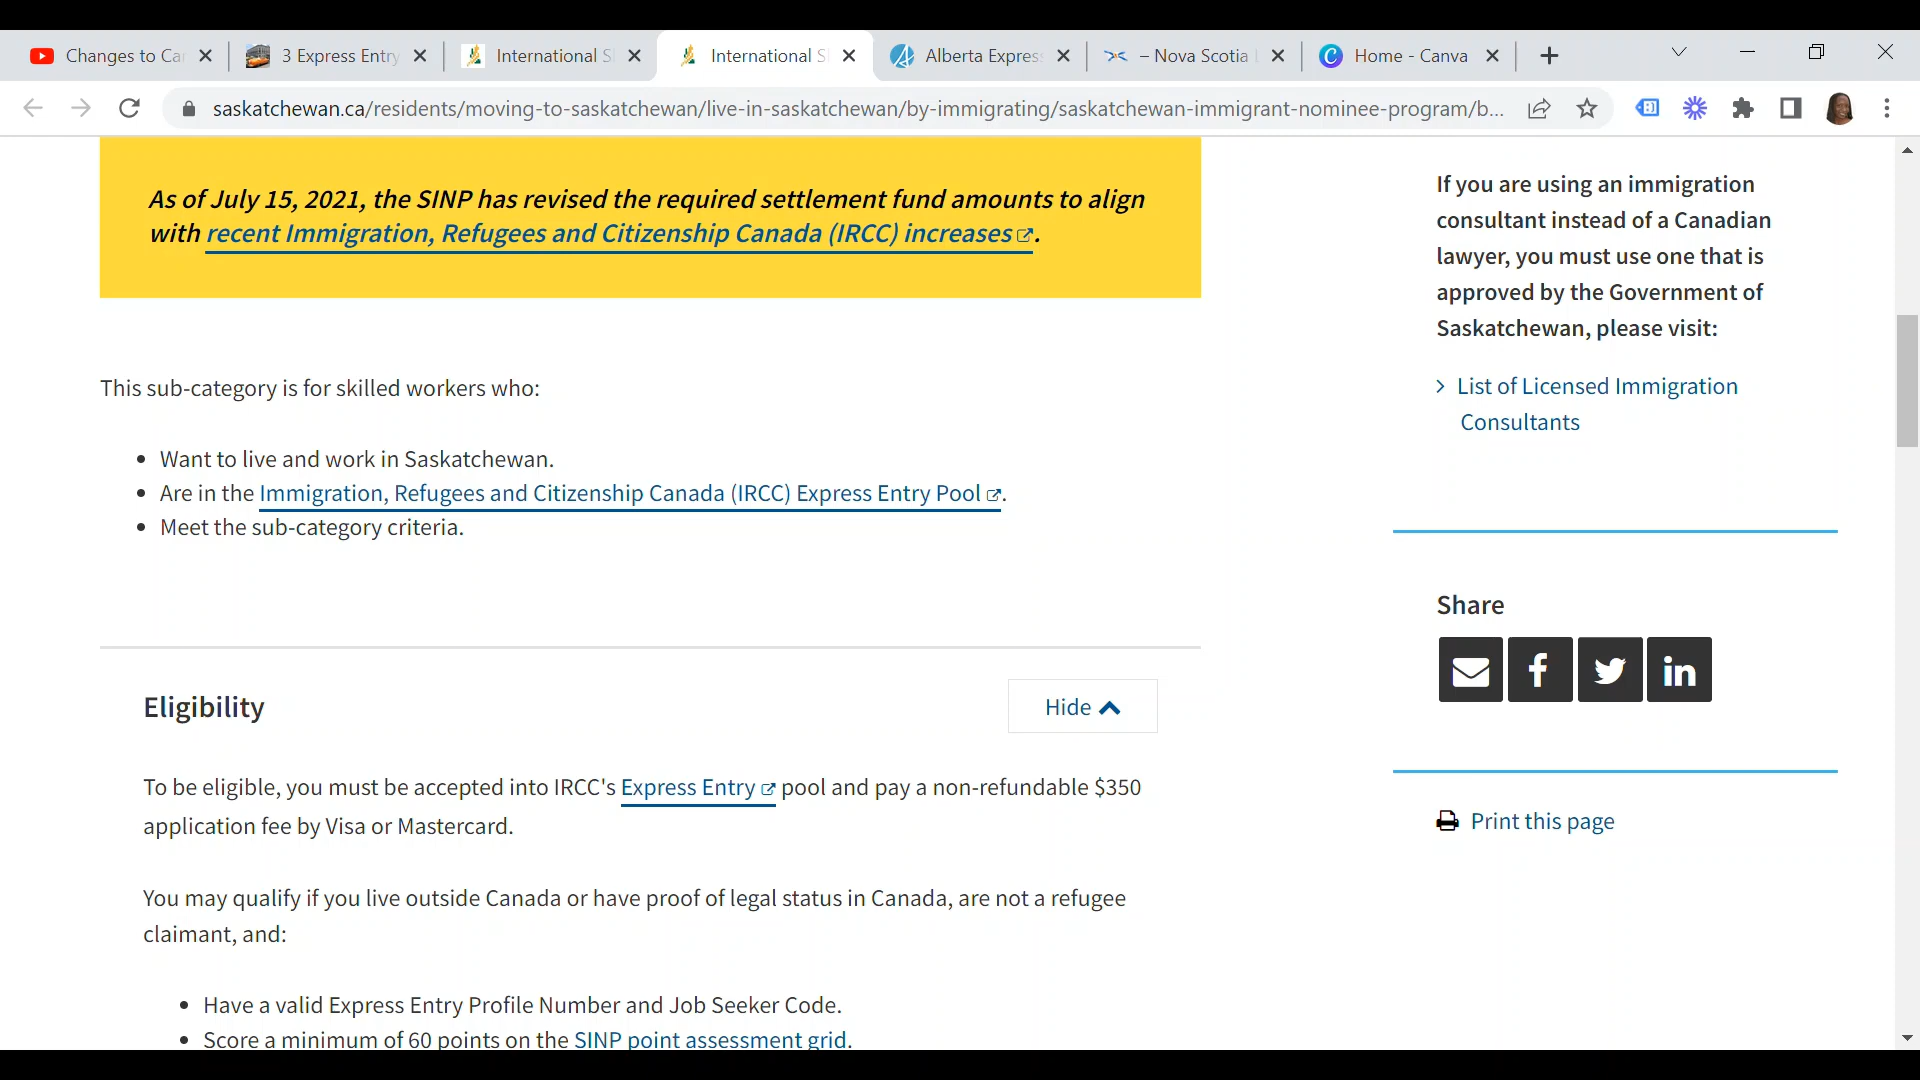 Changes to Ca
3 Express Entry
International S
International S
Alberta Express
– Nova Scotia
Home - Canva
saskatchewan.ca/residents/moving-to-saskatchewan/live-in-saskatchewan/by-immigrating/saskatchewan-immigrant-nominee-program/b...
As of July 15, 2021, the SINP has revised the required settlement fund amounts to align
with recent Immigration, Refugees and Citizenship Canada (IRCC) increases.
This sub-category is for skilled workers who:
• Want to live and work in Saskatchewan.
• Are in the Immigration, Refugees and Citizenship Canada (IRCC) Express Entry Pool.
• Meet the sub-category criteria.
Eligibility
Hide
To be eligible, you must be accepted into IRCC's Express Entry pool and pay a non-refundable $350
application fee by Visa or Mastercard.
You may qualify if you live outside Canada or have proof of legal status in Canada, are not a refugee
claimant, and:
• Have a valid Express Entry Profile Number and Job Seeker Code.
• Score a minimum of 60 points on the SINP point assessment grid.
If you are using an immigration
consultant instead of a Canadian
lawyer, you must use one that is
approved by the Government of
Saskatchewan, please visit:
> List of Licensed Immigration
Consultants
Share
Print this page